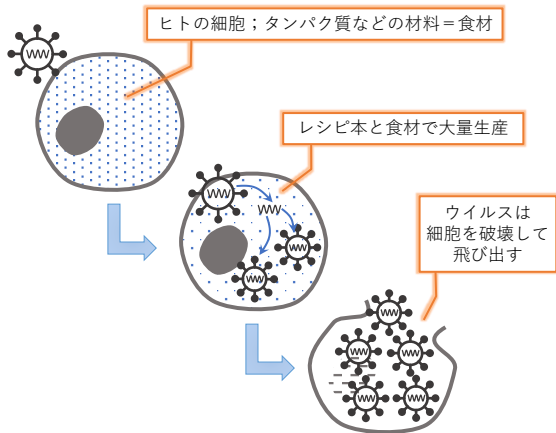 ヒトの細胞；タンパク質などの材料＝食材
レシピ本と食材で大量生産
ウイルスは
細胞を破壊して
飛び出す